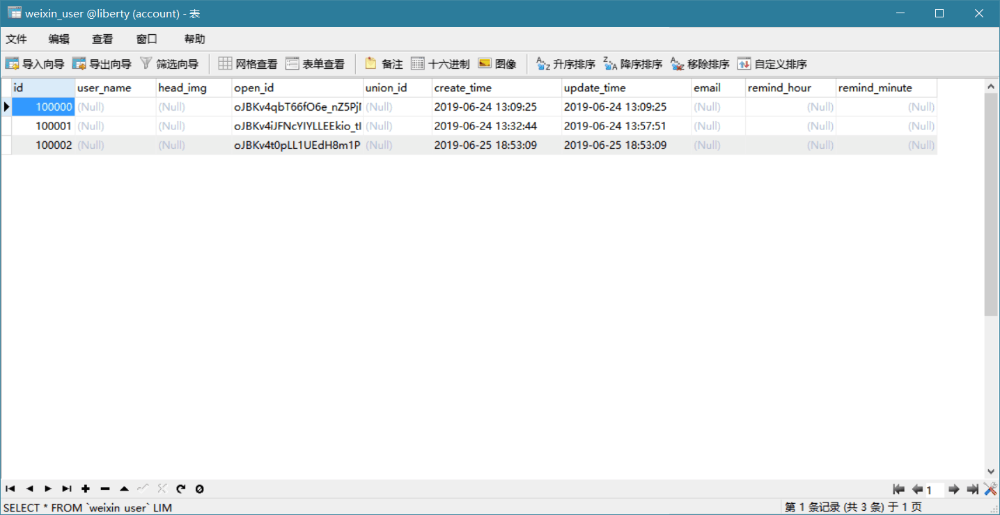 weixin_user @liberty (account) - 表
文件 编辑 查看 窗口 帮助
导入向导 导出向导 筛选向导 网格查看 表单查看 备注 十六进制 图像 升序排序 降序排序 移除排序 自定义排序
id user_name head_img open_id union_id create_time update_time email remind_hour remind_minute
100000 (Null) (Null) oJBKv4qbT66fO6e_nZ5Pj (Null) 2019-06-24 13:09:25 2019-06-24 13:09:25 (Null) (Null) (Null)
100001 (Null) (Null) oJBKv4iJFNcYIYLLEEkio_t (Null) 2019-06-24 13:32:44 2019-06-24 13:57:51 (Null) (Null) (Null)
100002 (Null) (Null) oJBKv4t0pLL1UEdH8m1P (Null) 2019-06-25 18:53:09 2019-06-25 18:53:09 (Null) (Null) (Null)
1
SELECT * FROM `weixin_user` LIM 第 1 条记录 (共 3 条) 于 1 页